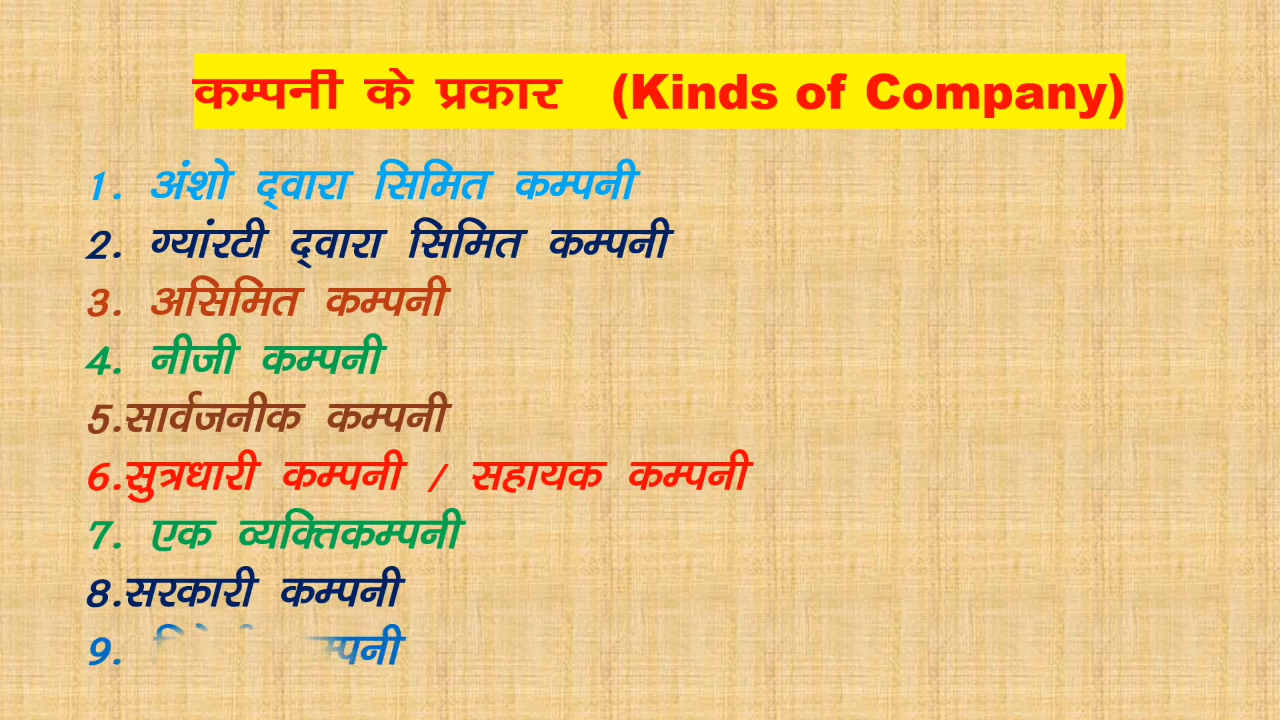 कम्पनी के प्रकार (Kinds of Company)
1. अंशो द्वारा सिमित कम्पनी
2. ग्यांरटी द्वारा सिमित कम्पनी
3. असिमित कम्पनी
4. नीजी कम्पनी
5.सार्वजनीक कम्पनी
6.सुत्रधारी कम्पनी / सहायक कम्पनी
7. एक व्यक्तिकम्पनी
8.सरकारी कम्पनी
9.